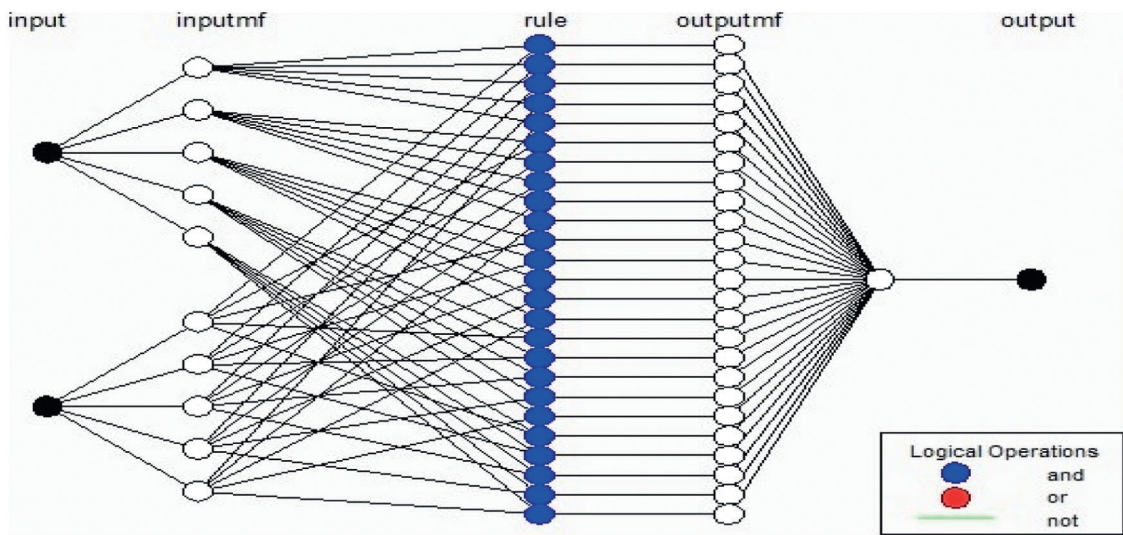 input
inputmf
rule
outputmf
output
Logical Operations
and
or
not